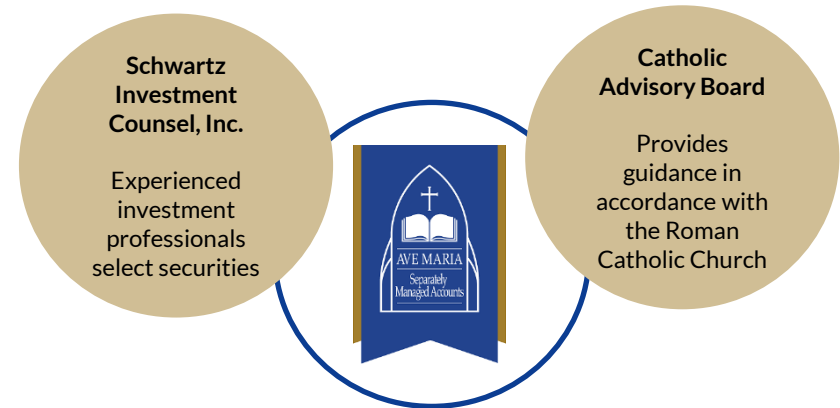 Schwartz
Investment
Counsel, Inc.
Experienced
investment
professionals
select securities
Catholic
Advisory Board
Provides
guidance in
accordance with
the Roman
Catholic Church
AVE MARIA
Separately
Managed Accounts